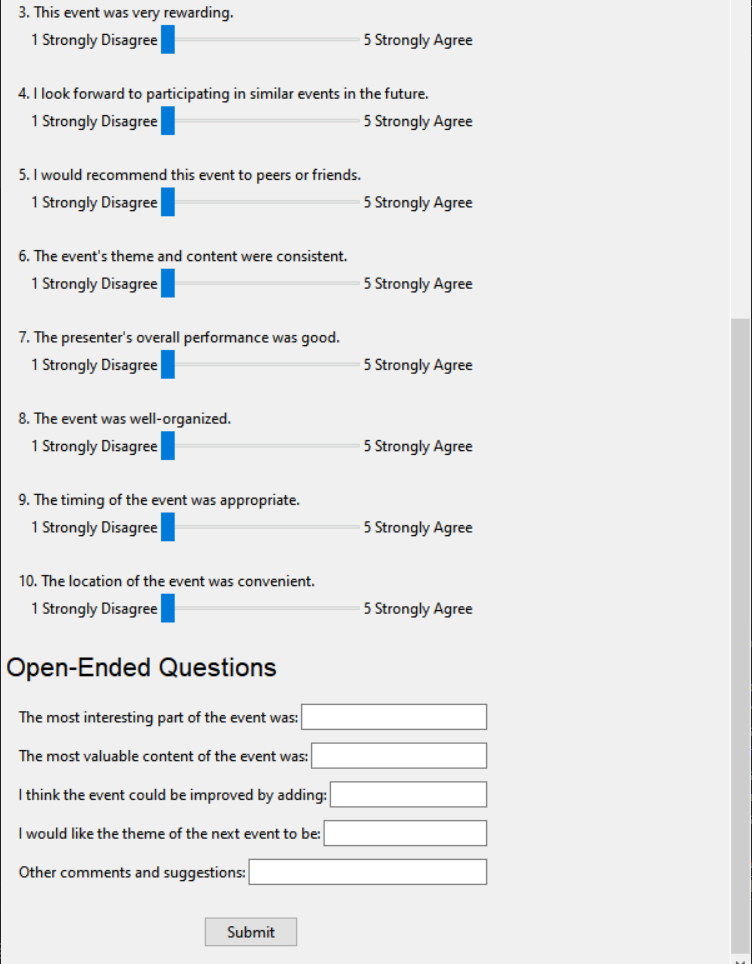 3. This event was very rewarding.
1 Strongly Disagree 5 Strongly Agree
4. I look forward to participating in similar events in the future.
1 Strongly Disagree 5 Strongly Agree
5. I would recommend this event to peers or friends.
1 Strongly Disagree 5 Strongly Agree
6. The event's theme and content were consistent.
1 Strongly Disagree 5 Strongly Agree
7. The presenter's overall performance was good.
1 Strongly Disagree 5 Strongly Agree
8. The event was well-organized.
1 Strongly Disagree 5 Strongly Agree
9. The timing of the event was appropriate.
1 Strongly Disagree 5 Strongly Agree
10. The location of the event was convenient.
1 Strongly Disagree 5 Strongly Agree
Open-Ended Questions
The most interesting part of the event was:
The most valuable content of the event was:
I think the event could be improved by adding:
I would like the theme of the next event to be:
Other comments and suggestions:
Submit